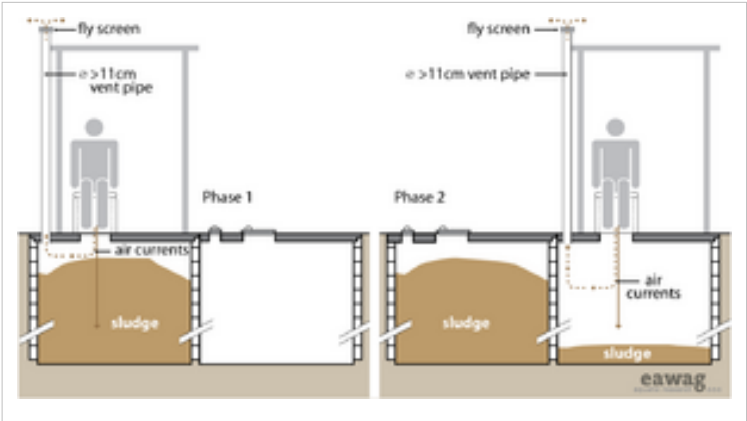 fly screen
ø >11cm
vent pipe
Phase 1
air currents
sludge
fly screen
ø >11cm vent pipe
Phase 2
air
currents
sludge
sludge
eawag